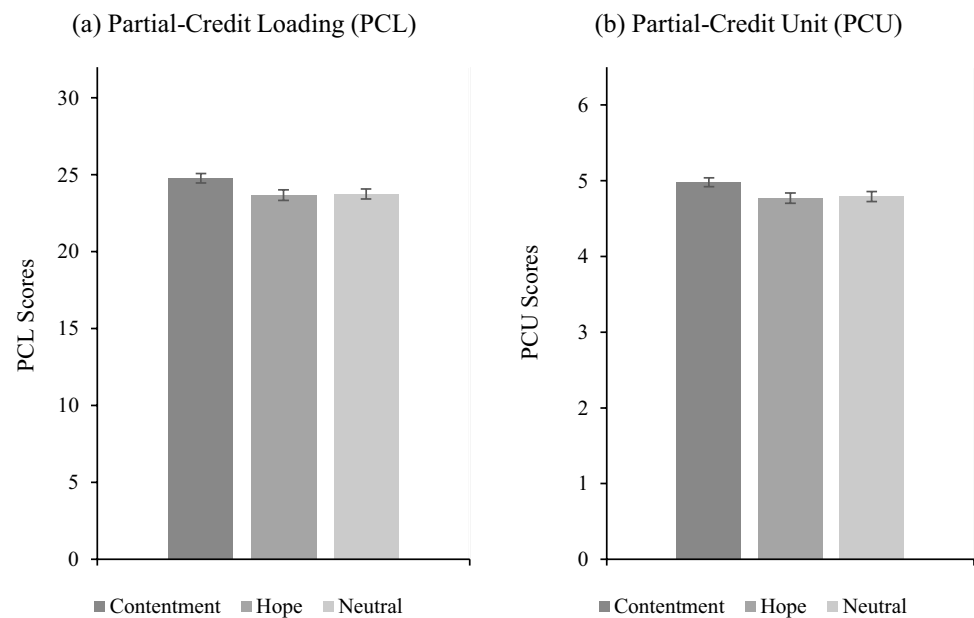 (a) Partial-Credit Loading (PCL)
30
25
20
15
10
5
0
PCL Scores
Contentment Hope Neutral
(b) Partial-Credit Unit (PCU)
6
5
4
3
2
1
0
PCU Scores
Contentment Hope Neutral